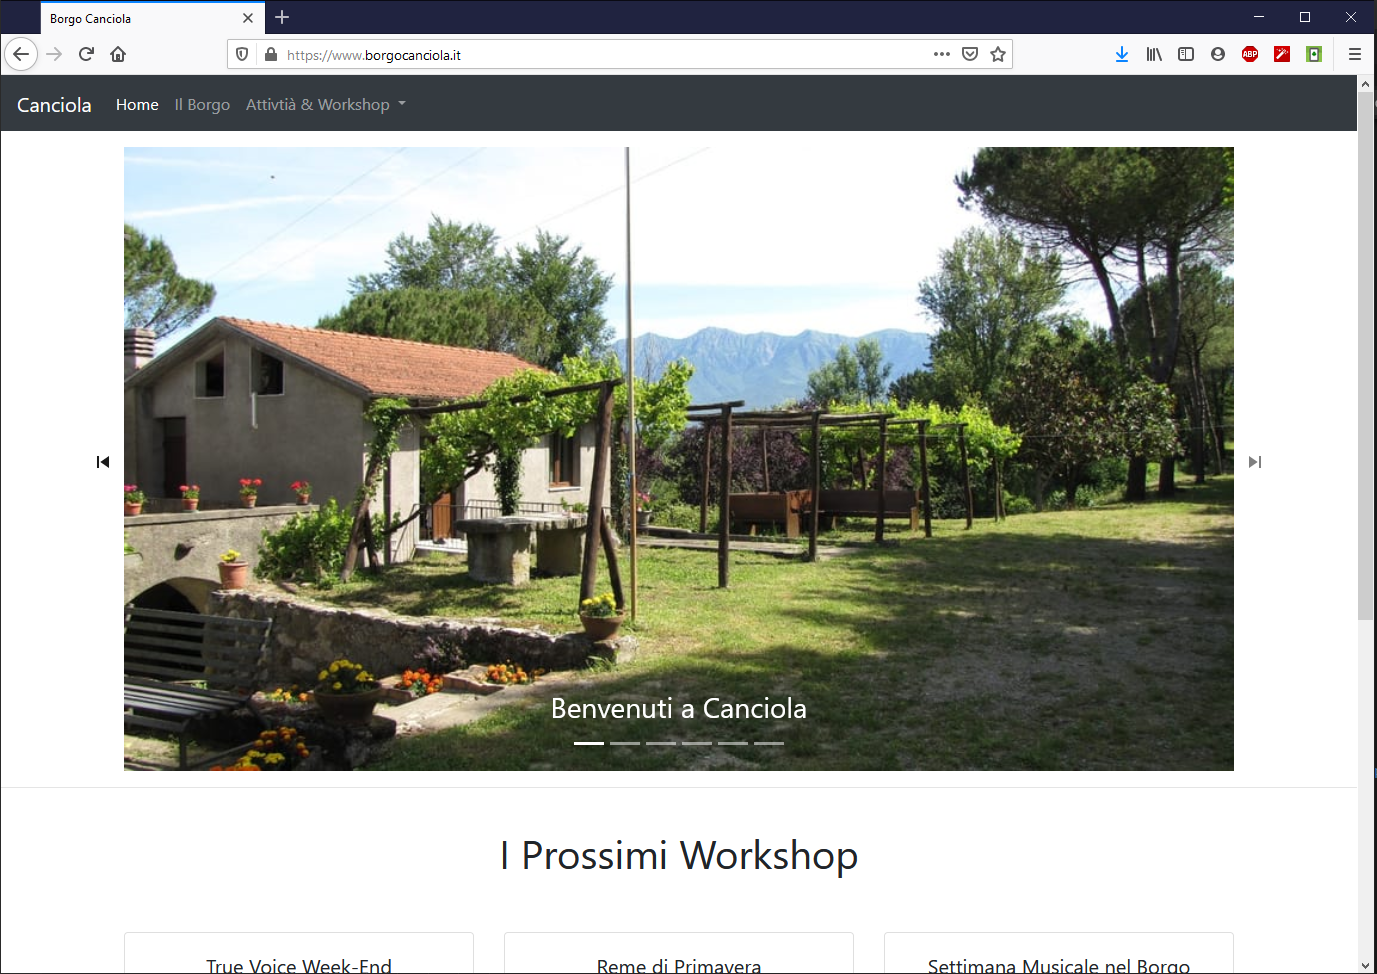 Borgo Canciola
https://www.borgocanciola.it
ABP
Canciola Home Il Borgo Attivtià & Workshop
Benvenuti a Canciola
I Prossimi Workshop
True Voice Week-End
Reme di Primavera
Settimana Musicale nel Borgo